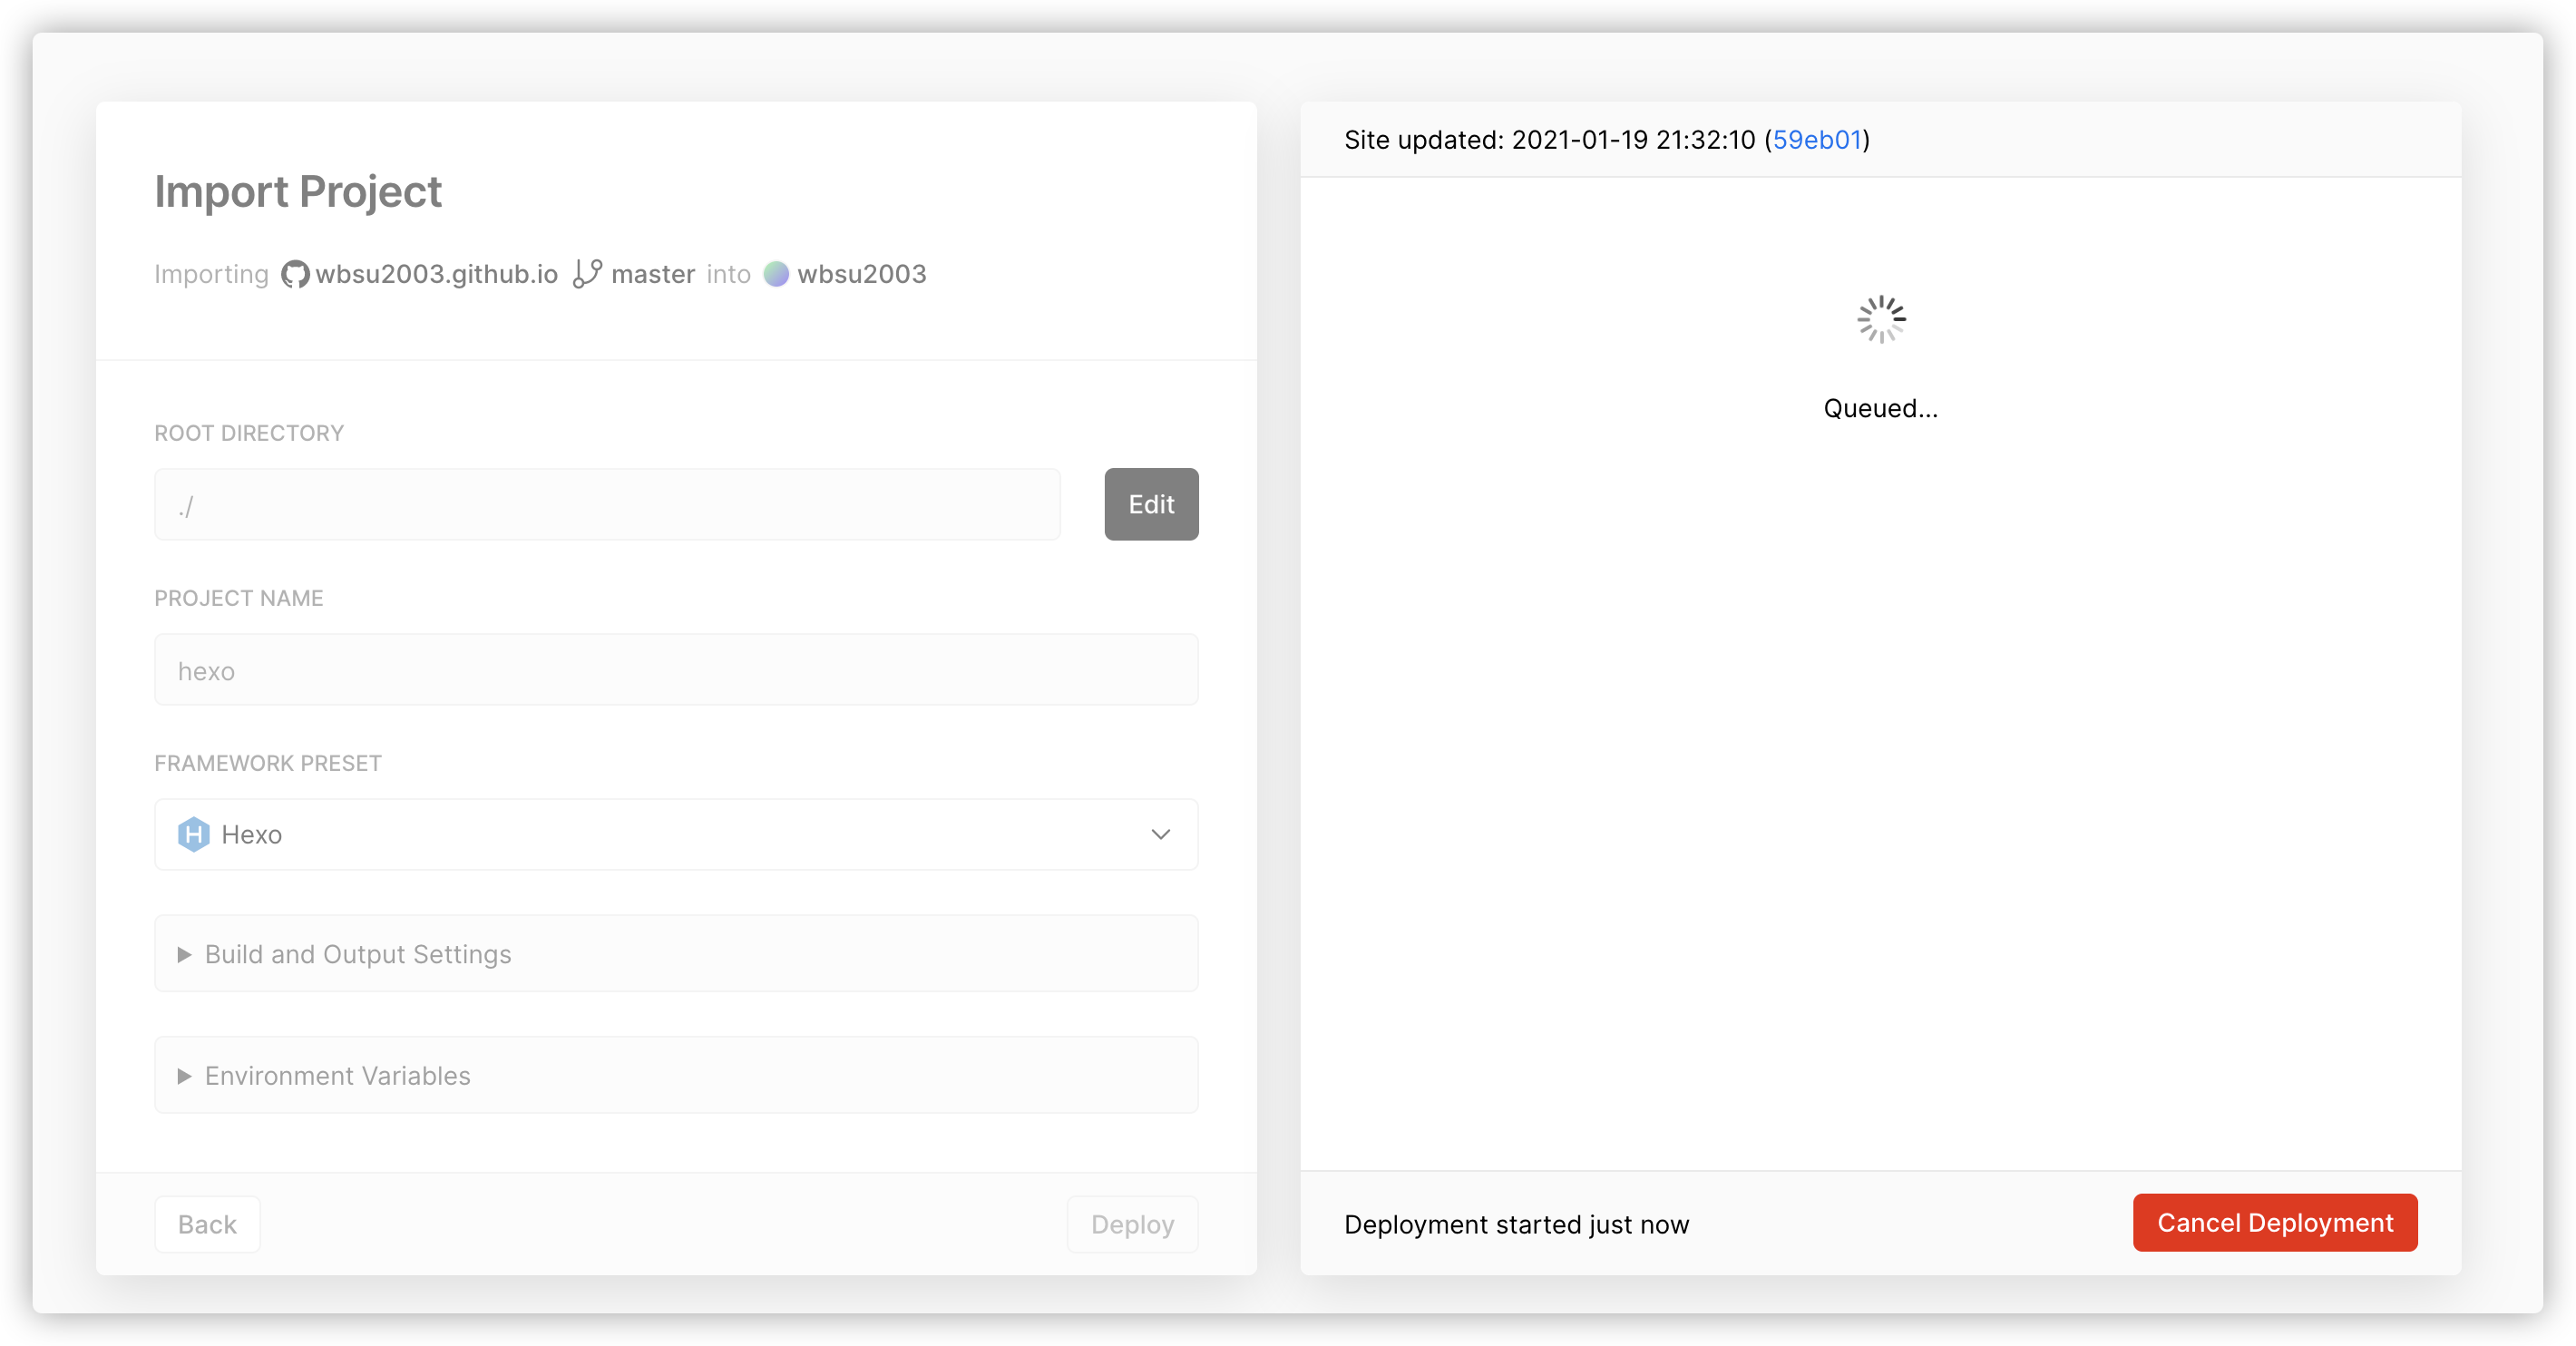 Import Project
Importing wbsu2003.github.io master into wbsu2003
ROOT DIRECTORY
./
Edit
PROJECT NAME
hexo
FRAMEWORK PRESET
H Hexo
Build and Output Settings
Environment Variables
Back
Deploy
Site updated: 2021-01-19 21:32:10 (59eb01)
Queued...
Deployment started just now
Cancel Deployment